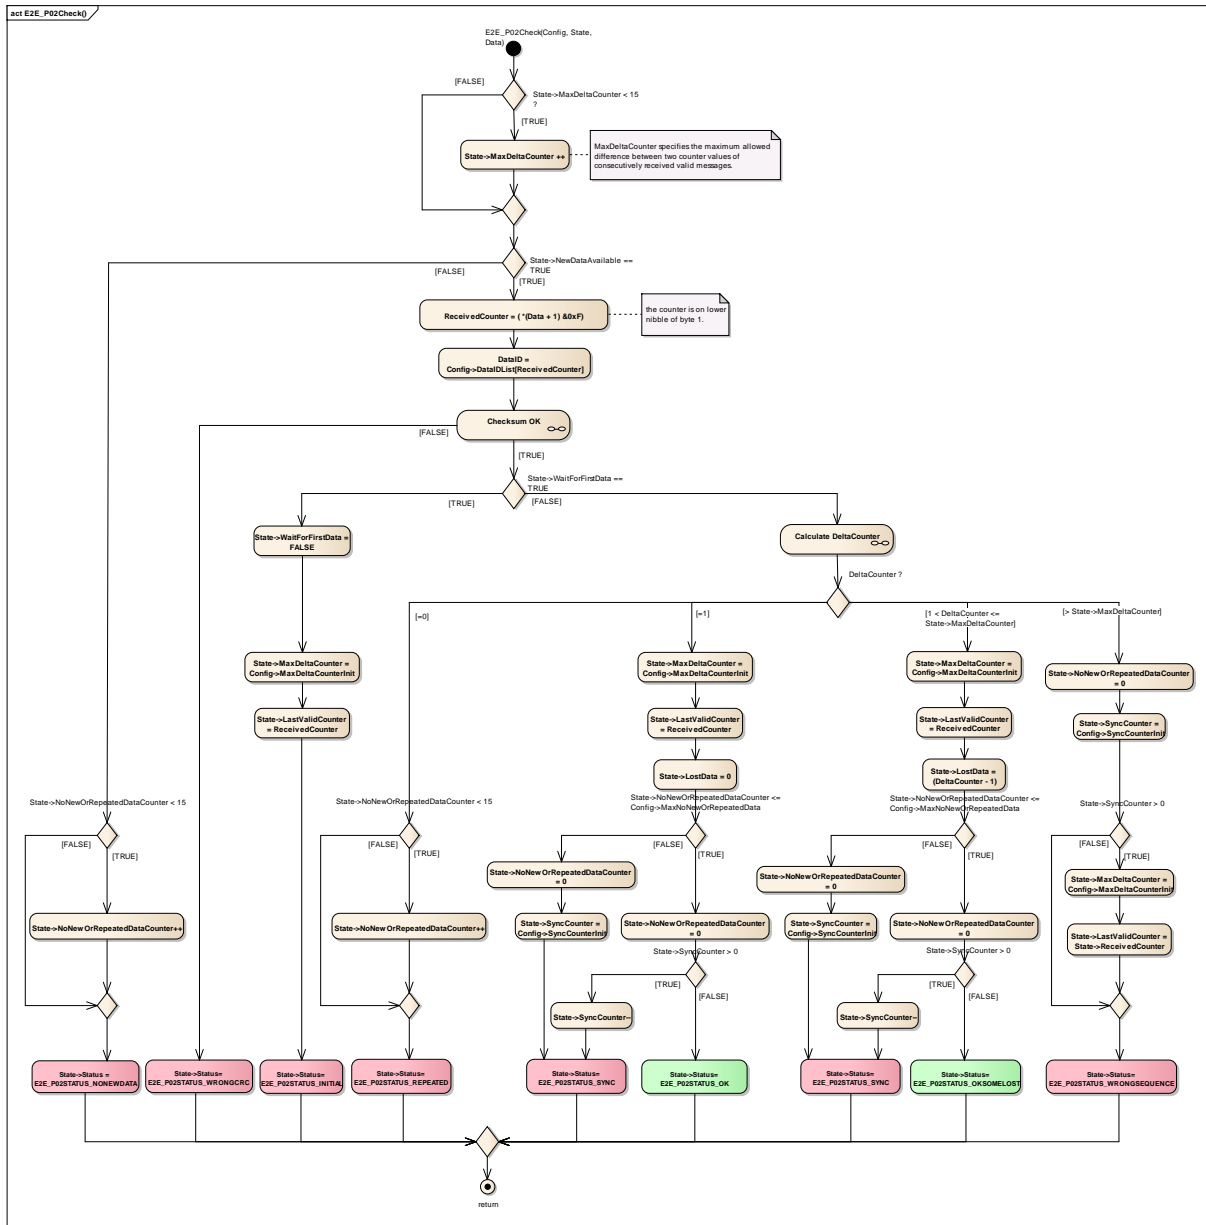 act E2E_P02Check()
E2E_P02Check(Config, State,
Data)
[FALSE]
State->MaxDeltaCounter < 15
?
[TRUE]
State->MaxDeltaCounter ++
MaxDeltaCounter specifies the maximum allowed
difference between two counter values of
consecutively received valid messages.
State->NewDataAvailable ==
TRUE
[FALSE]
[TRUE]
ReceivedCounter = ( *(Data + 1) &0xF)
the counter is on lower
nibble of byte 1.
DataID =
Config->DataIDList[ReceivedCounter]
Checksum OK
[FALSE]
[TRUE]
State->WaitForFirstData ==
TRUE
[TRUE]
[FALSE]
State->WaitForFirstData =
FALSE
Calculate DeltaCounter
DeltaCounter ?
[=0]
[=1]
[1 < DeltaCounter <=
State->MaxDeltaCounter]
[> State->MaxDeltaCounter]
State->MaxDeltaCounter =
Config->MaxDeltaCounterInit
State->MaxDeltaCounter =
Config->MaxDeltaCounterInit
State->MaxDeltaCounter =
Config->MaxDeltaCounterInit
State->NoNewOrRepeatedDataCounter
= 0
State->LastValidCounter
= ReceivedCounter
State->LastValidCounter
= ReceivedCounter
State->LastValidCounter
= ReceivedCounter
State->SyncCounter =
Config->SyncCounterInit
State->LostData = 0
State->LostData =
(DeltaCounter - 1)
State->NoNewOrRepeatedDataCounter < 15
State->NoNewOrRepeatedDataCounter < 15
State->NoNewOrRepeatedDataCounter <=
Config->MaxNoNewOrRepeatedData
State->NoNewOrRepeatedDataCounter <=
Config->MaxNoNewOrRepeatedData
State->SyncCounter > 0
[FALSE]
[TRUE]
[FALSE]
[TRUE]
[FALSE]
[TRUE]
[FALSE]
[TRUE]
[FALSE]
[TRUE]
State->NoNewOrRepeatedDataCounter
= 0
State->NoNewOrRepeatedDataCounter
= 0
State->MaxDeltaCounter =
Config->MaxDeltaCounterInit
State->NoNewOrRepeatedDataCounter++
State->NoNewOrRepeatedDataCounter++
State->SyncCounter =
Config->SyncCounterInit
State->NoNewOrRepeatedDataCounter
= 0
State->SyncCounter =
Config->SyncCounterInit
State->NoNewOrRepeatedDataCounter
= 0
State->LastValidCounter =
State->ReceivedCounter
State->SyncCounter > 0
State->SyncCounter > 0
[TRUE]
[FALSE]
[TRUE]
[FALSE]
State->SyncCounter--
State->SyncCounter--
State->Status =
E2E_P02STATUS_NONEWDATA
State->Status=
E2E_P02STATUS_WRONGCRC
State->Status=
E2E_P02STATUS_INITIAL
State->Status=
E2E_P02STATUS_REPEATED
State->Status=
E2E_P02STATUS_SYNC
State->Status=
E2E_P02STATUS_OK
State->Status=
E2E_P02STATUS_SYNC
State->Status=
E2E_P02STATUS_OKSOMELOST
State->Status=
E2E_P02STATUS_WRONGSEQUENCE
return